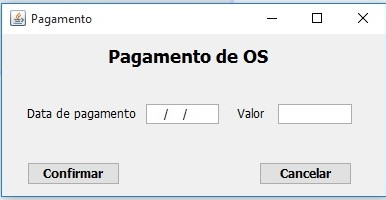 Pagamento
Pagamento de OS
Data de pagamento / / Valor
Confirmar Cancelar